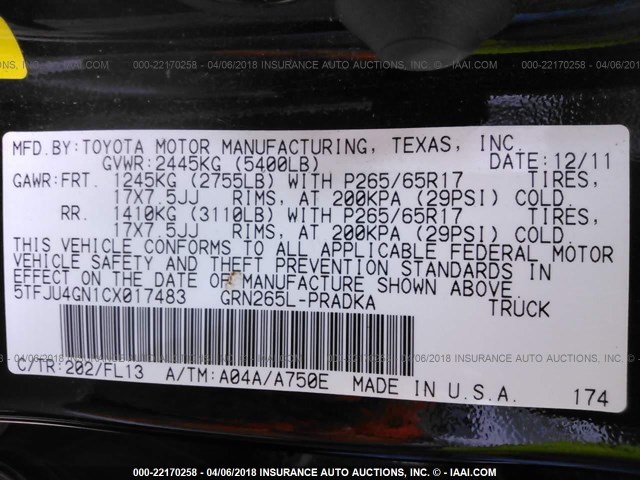 000-22170258 - 04/06/2018 INSURANCE AUTO AUCTIONS, INC. - © - IAAI.COM
MFD.BY:TOYOTA MOTOR MANUFACTURING, TEXAS, INC.
GVWR:2445KG (5400LB) DATE:12/11
GAWR:FRT. 1245KG (2755LB) WITH P265/65R17 TIRES,
17X7.5JJ RIMS, AT 200KPA (29PSI) COLD.
RR. 1410KG (3110LB) WITH P265/65R17 TIRES,
17X7.5JJ RIMS, AT 200KPA (29PSI) COLD.
THIS VEHICLE CONFORMS TO ALL APPLICABLE FEDERAL MOTOR
VEHICLE SAFETY AND THEFT PREVENTION STANDARDS IN
EFFECT ON THE DATE OF MANUFACTURE SHOWN ABOVE
5TFJU4GN1CX017483 GRN265L-PRADKA TRUCK
C/TR:202/FL13 A/TM:A04A/A750E MADE IN U.S.A. 174
000-22170258 - 04/06/2018 INSURANCE AUTO AUCTIONS, INC. - © - IAAI.COM
000-22170258 - 04/06/2018 INSURANCE AUTO AUCTIONS, INC. - © - IAAI.COM